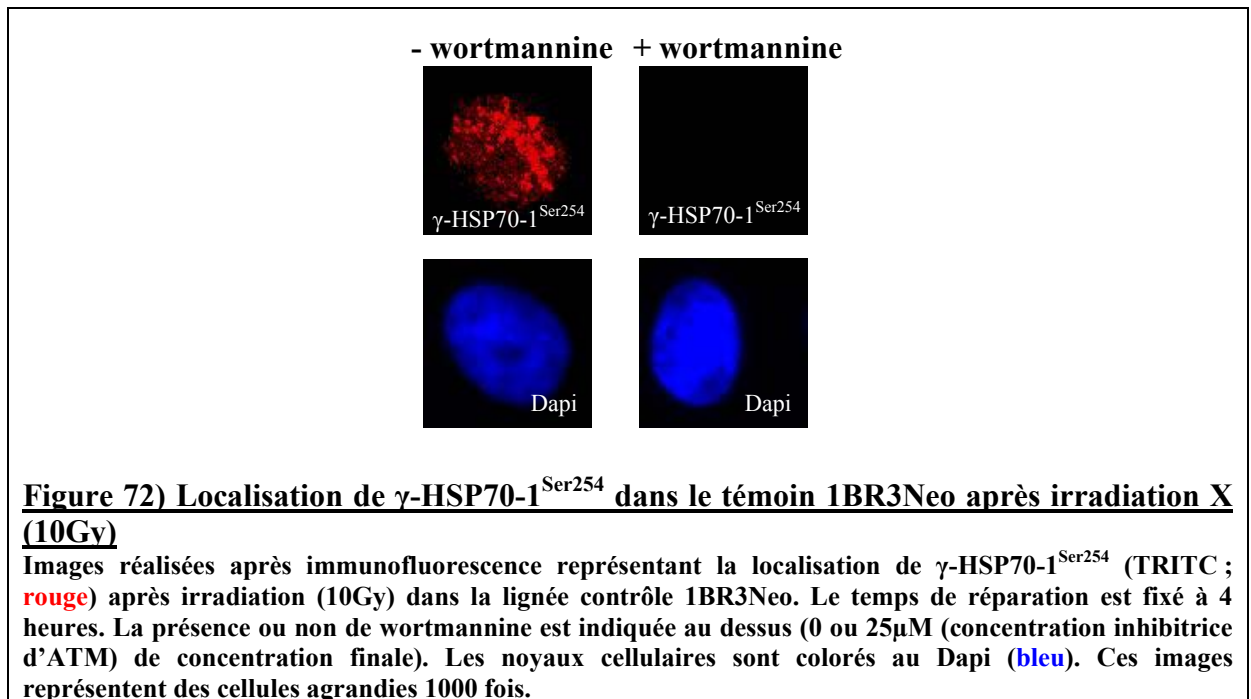 - wortmannine + wortmannine
γ-HSP70-1Ser254 γ-HSP70-1Ser254
Dapi Dapi
Figure 72) Localisation de γ-HSP70-1Ser254 dans le témoin 1BR3Neo après irradiation X
(10Gy)
Images réalisées après immunofluorescence représentant la localisation de γ-HSP70-1Ser254 (TRITC ;
rouge) après irradiation (10Gy) dans la lignée contrôle 1BR3Neo. Le temps de réparation est fixé à 4
heures. La présence ou non de wortmannine est indiquée au dessus (0 ou 25µM (concentration inhibitrice
d'ATM) de concentration finale). Les noyaux cellulaires sont colorés au Dapi (bleu). Ces images
représentent des cellules agrandies 1000 fois.